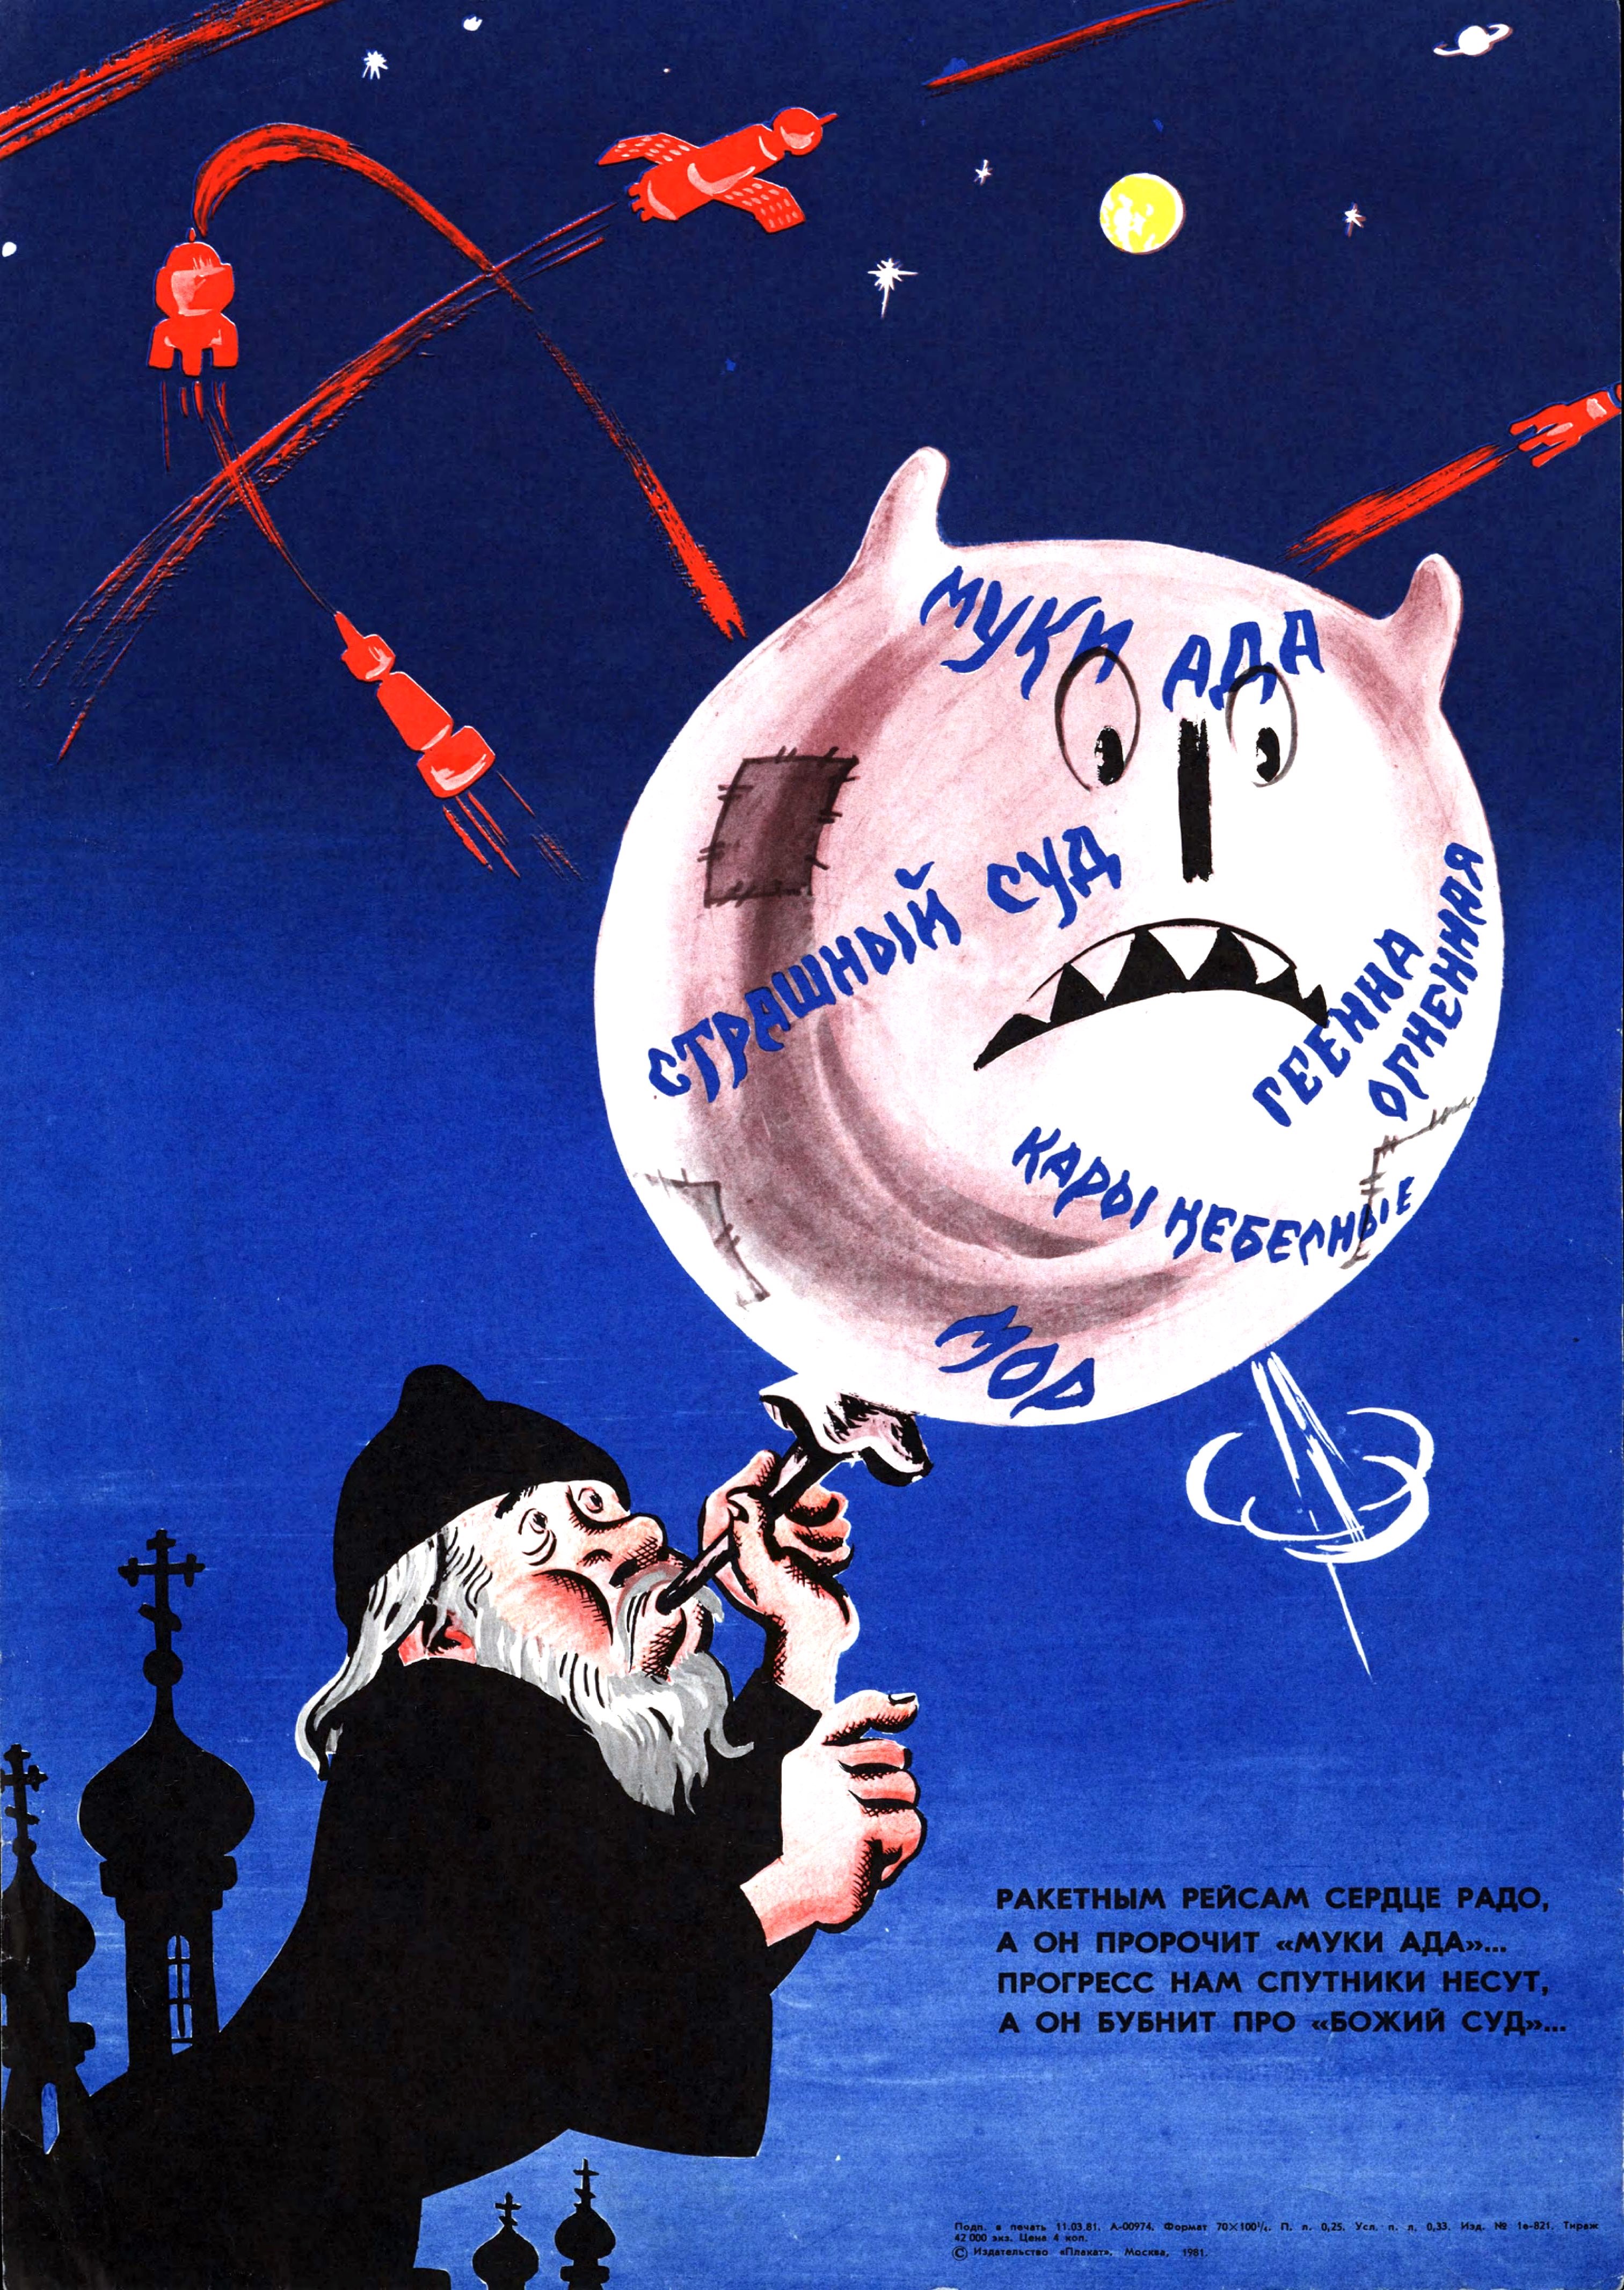 МУКИ АДА
СТРАШНЫЙ СУД
ГЕЕННА
ОГНЕННАЯ
КАРЫ НЕБЕСНЫЕ
МОР
РАКЕТНЫМ РЕЙСАМ СЕРДЦЕ РАДО,
А ОН ПРОРОЧИТ «МУКИ АДА»...
ПРОГРЕСС НАМ СПУТНИКИ НЕСУТ,
А ОН БУБНИТ ПРО «БОЖИЙ СУД»...
Подп. в печать 11.03.81. А-00974. Формат 70×100¹/₄. П. л. 0,25. Усл. п. л. 0,33. Изд. № 1е-821. Тираж
42 000 экз. Цена 4 коп.
© Издательство «Плакат», Москва, 1981.